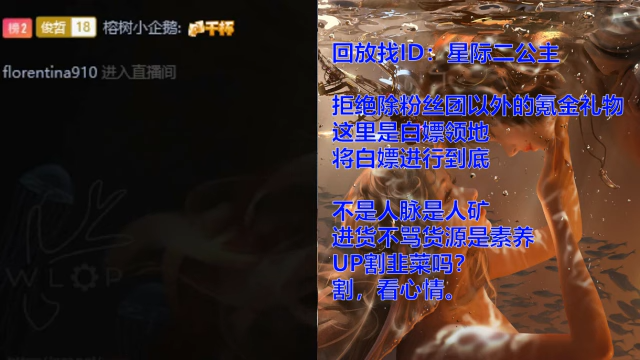 榜2 俊哲 18 榕树小企鹅: 干杯
florentina910 进入直播间
WLOP
回放找ID：星际二公主
拒绝除粉丝团以外的氪金礼物
这里是白嫖领地
将白嫖进行到底
不是人脉是人矿
进货不骂货源是素养
UP割韭菜吗？
割，看心情。